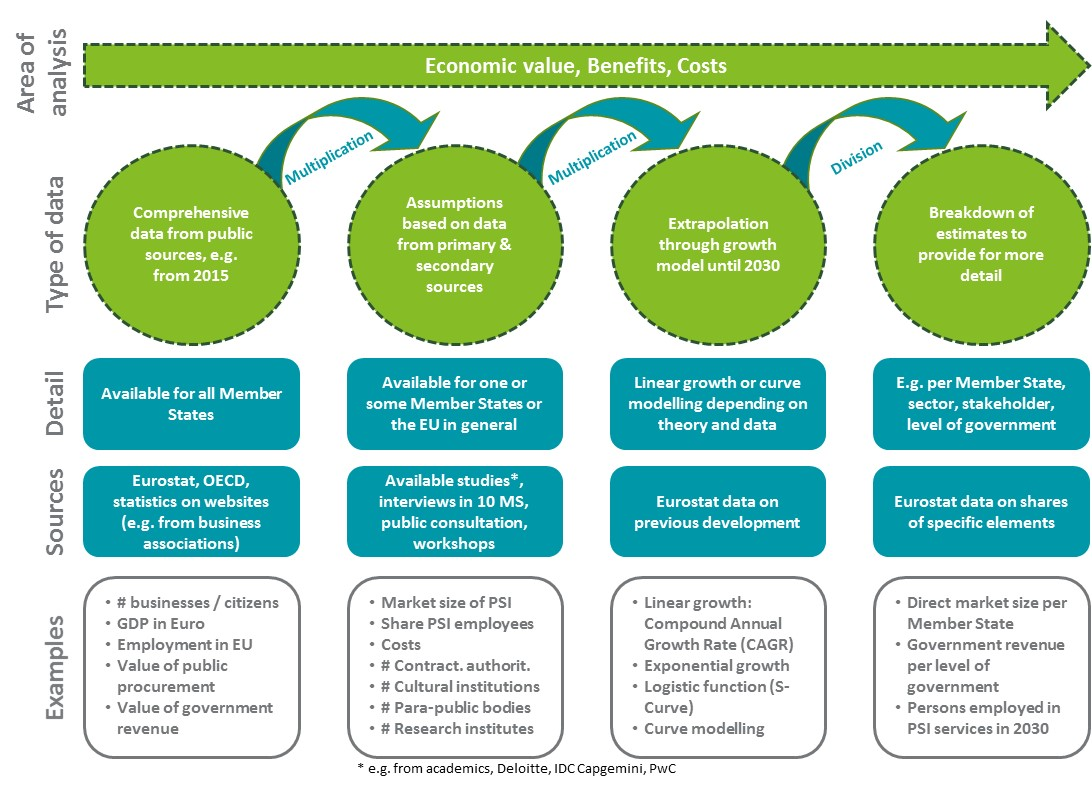 Area of
analysis
Economic value, Benefits, Costs
Multiplication
Multiplication
Division
Type of data
Comprehensive
data from public
sources, e.g.
from 2015
Assumptions
based on data
from primary &
secondary
sources
Extrapolation
through growth
model until 2030
Breakdown of
estimates to
provide for more
detail
Detail
Available for all Member
States
Available for one or
some Member States or
the EU in general
Linear growth or curve
modelling depending on
theory and data
E.g. per Member State,
sector, stakeholder,
level of government
Sources
Eurostat, OECD,
statistics on websites
(e.g. from business
associations)
Available studies*,
interviews in 10 MS,
public consultation,
workshops
Eurostat data on
previous development
Eurostat data on shares
of specific elements
Examples
• # businesses / citizens
• GDP in Euro
• Employment in EU
• Value of public
procurement
• Value of government
revenue
• Market size of PSI
• Share PSI employees
• Costs
• # Contract. authorit.
• # Cultural institutions
• # Para-public bodies
• # Research institutes
• Linear growth:
Compound Annual
Growth Rate (CAGR)
• Exponential growth
• Logistic function (S-
Curve)
• Curve modelling
• Direct market size per
Member State
• Government revenue
per level of
government
• Persons employed in
PSI services in 2030
* e.g. from academics, Deloitte, IDC Capgemini, PwC